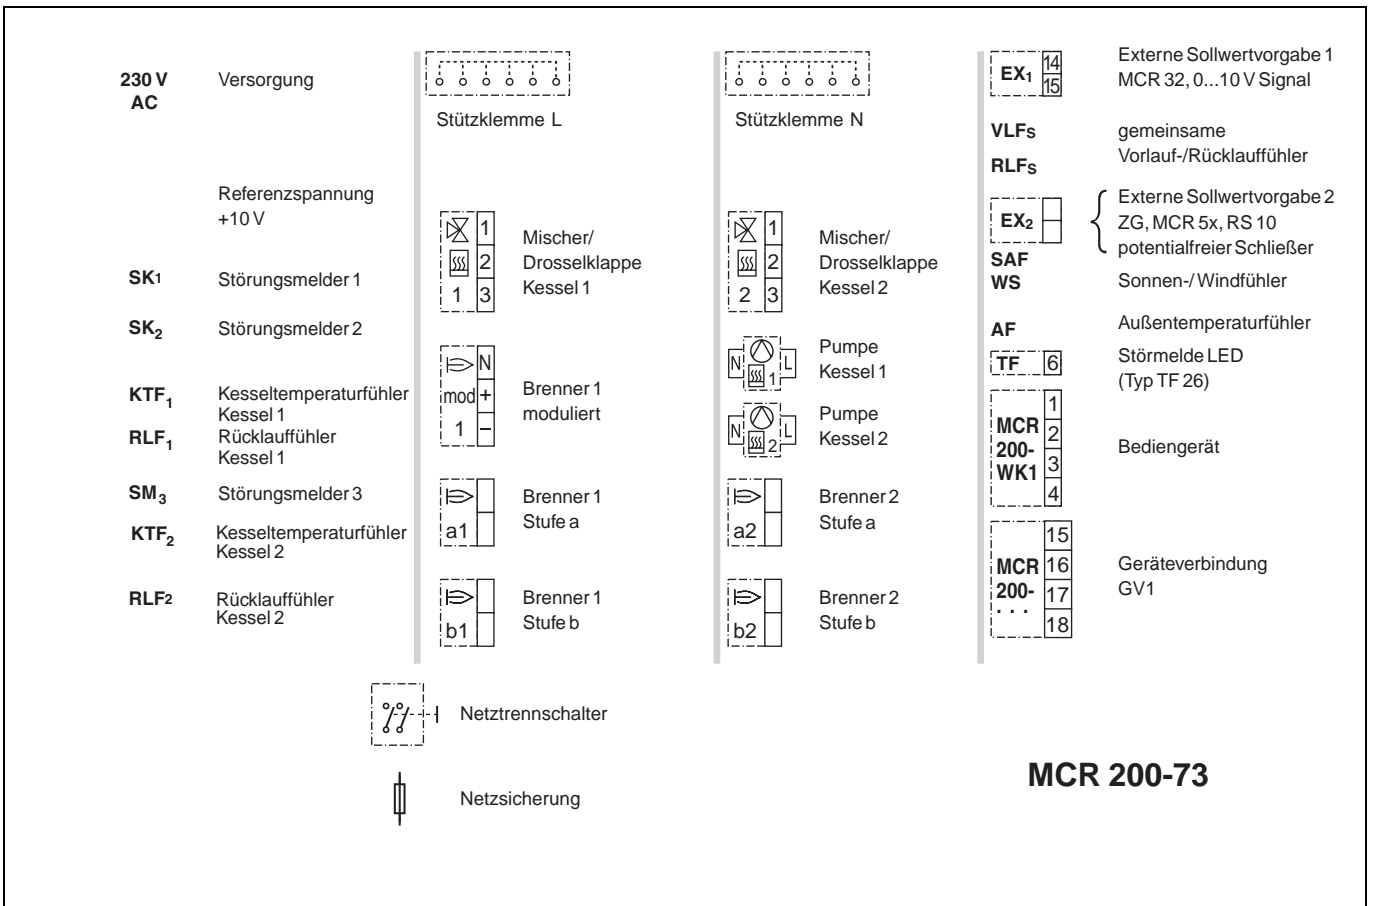 230 V
AC
Versorgung
Referenzspannung
+10 V
SK1
Störungsmelder 1
SK2
Störungsmelder 2
KTF1
Kesseltemperaturfühler
Kessel 1
RLF1
Rücklauffühler
Kessel 1
SM3
Störungsmelder 3
KTF2
Kesseltemperaturfühler
Kessel 2
RLF2
Rücklauffühler
Kessel 2
Stützklemme L
1
2
1 3
Mischer/
Drosselklappe
Kessel 1
N
mod +
1 −
Brenner 1
moduliert
a1
Brenner 1
Stufe a
b1
Brenner 1
Stufe b
Netztrennschalter
Netzsicherung
Stützklemme N
1
2
2 3
Mischer/
Drosselklappe
Kessel 2
N L
1
Pumpe
Kessel 1
N L
2
Pumpe
Kessel 2
a2
Brenner 2
Stufe a
b2
Brenner 2
Stufe b
EX1
14
15
Externe Sollwertvorgabe 1
MCR 32, 0...10 V Signal
VLFS
RLFS
gemeinsame
Vorlauf-/Rücklauffühler
EX2
Externe Sollwertvorgabe 2
ZG, MCR 5x, RS 10
potentialfreier Schließer
SAF
WS
Sonnen-/ Windfühler
AF
Außentemperaturfühler
TF 6
Störmelde LED
(Typ TF 26)
MCR
200-
WK1
1
2
3
4
Bediengerät
MCR
200-
. . .
15
16
17
18
Geräteverbindung
GV1
MCR 200-73